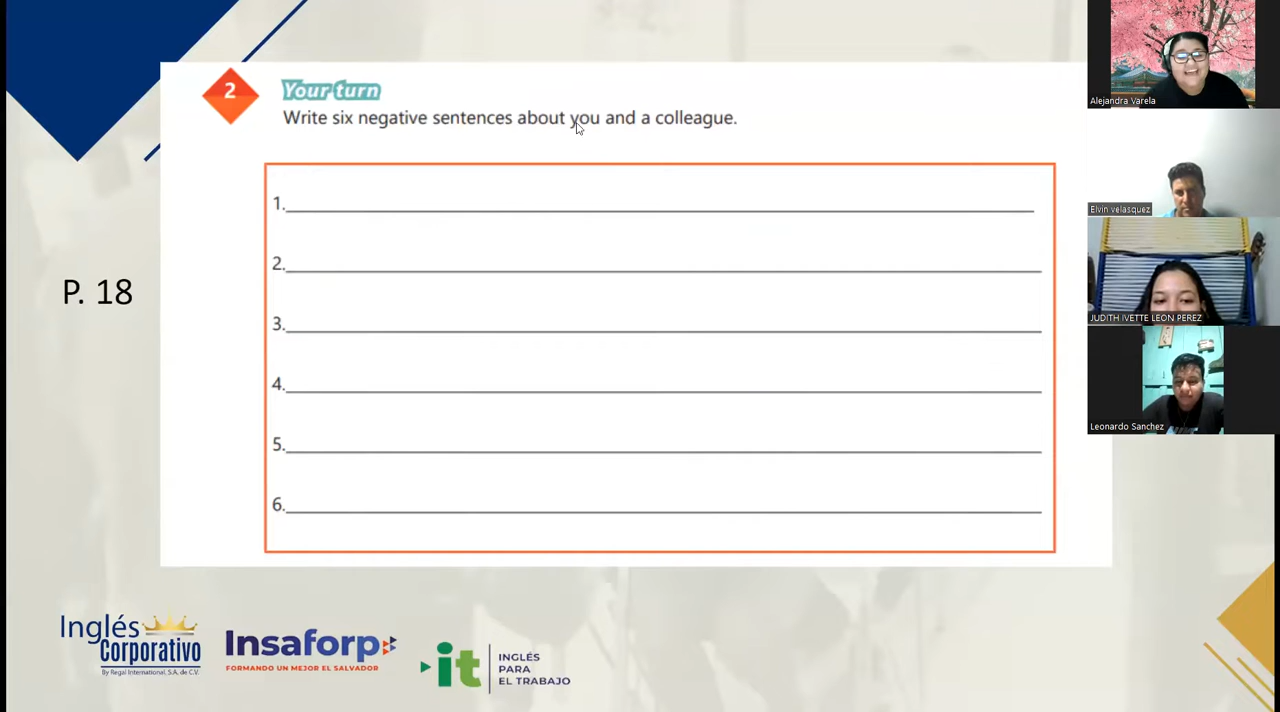 2
Your turn
Write six negative sentences about you and a colleague.
1.
2.
3.
4.
5.
6.
P. 18
Inglés
Corporativo
By Regal International, S.A. de C.V.
Insaforp
FORMANDO UN MEJOR EL SALVADOR
it
INGLÉS
PARA
EL TRABAJO
Alejandra Varela
Elvin velasquez
JUDITH IVETTE LEON PEREZ
Leonardo Sanchez